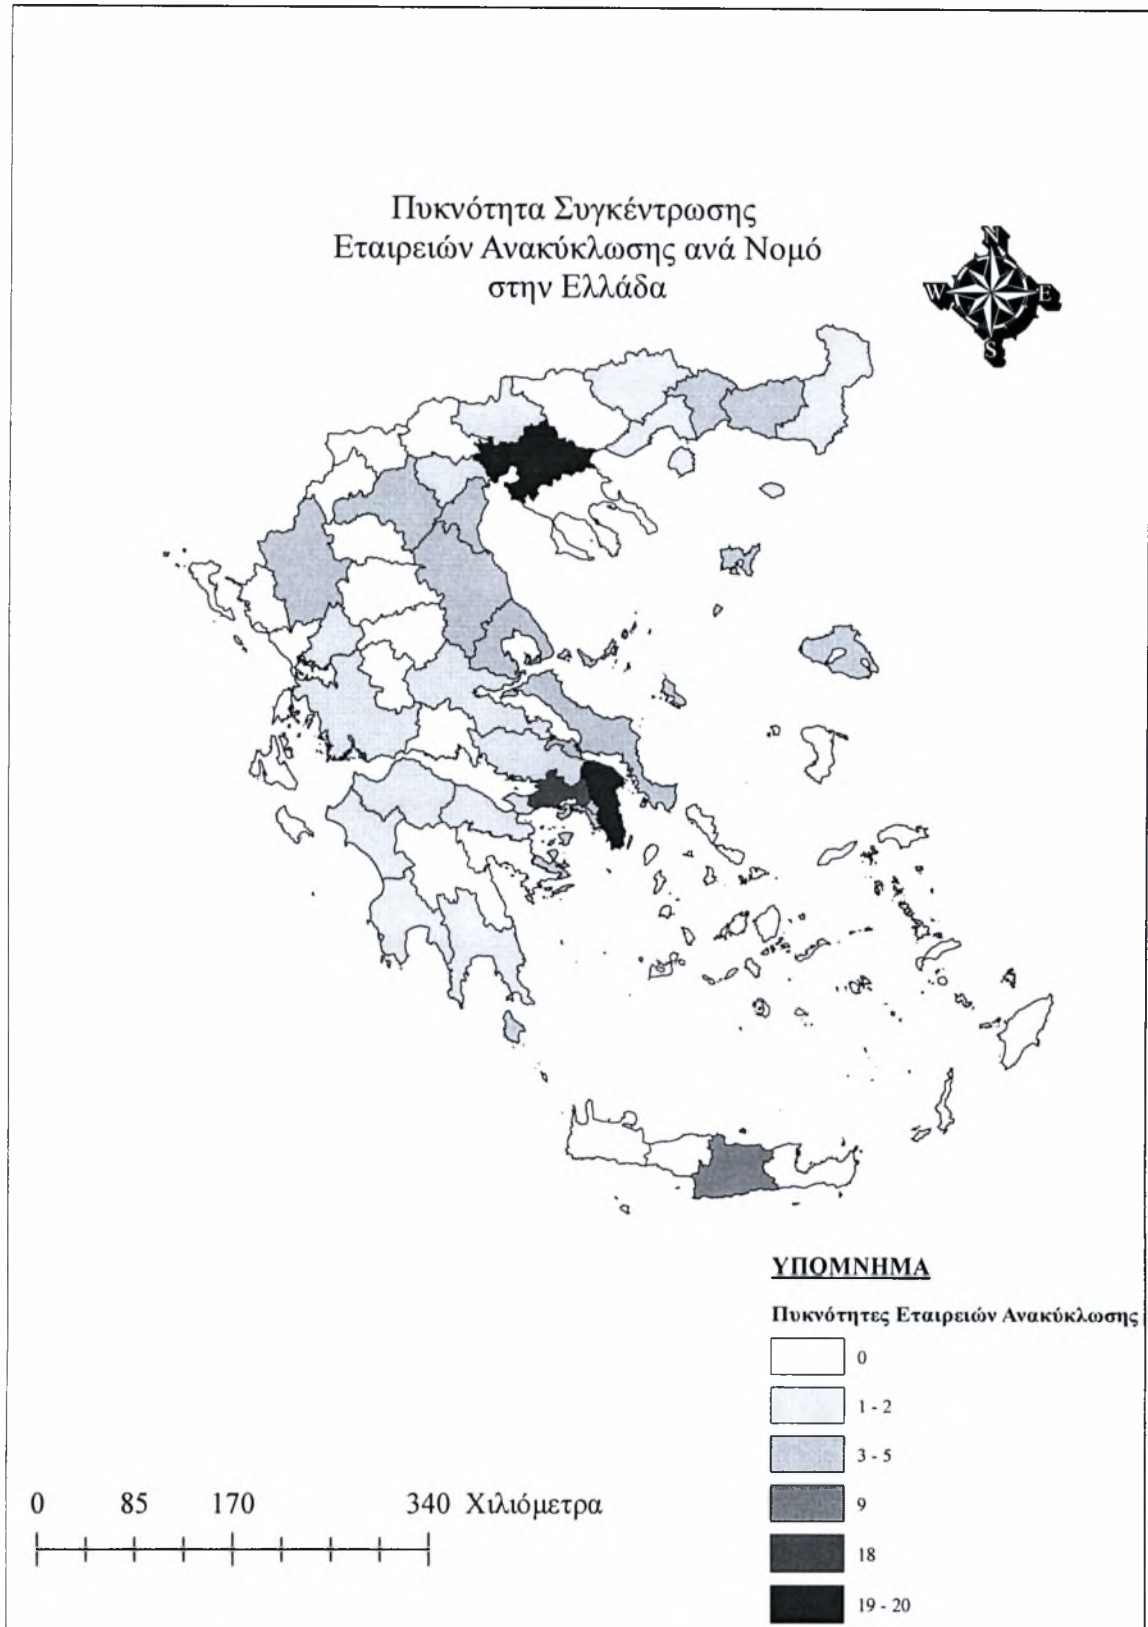 Πυκνότητα Συγκέντρωσης
Εταιρειών Ανακύκλωσης ανά Νομό
στην Ελλάδα
N
W E
S
ΥΠΟΜΝΗΜΑ
Πυκνότητες Εταιρειών Ανακύκλωσης
0
1 - 2
3 - 5
9
18
19 - 20
0 85 170 340 Χιλιόμετρα